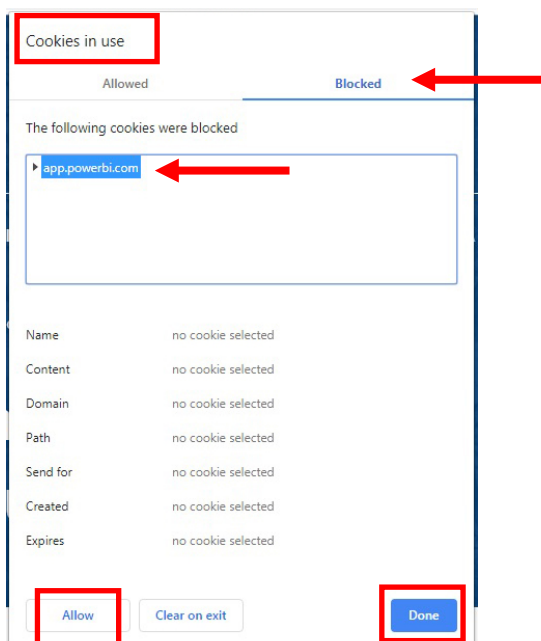 Cookies in use
Allowed Blocked
The following cookies were blocked
app.powerbi.com
Name no cookie selected
Content no cookie selected
Domain no cookie selected
Path no cookie selected
Send for no cookie selected
Created no cookie selected
Expires no cookie selected
Allow Clear on exit Done